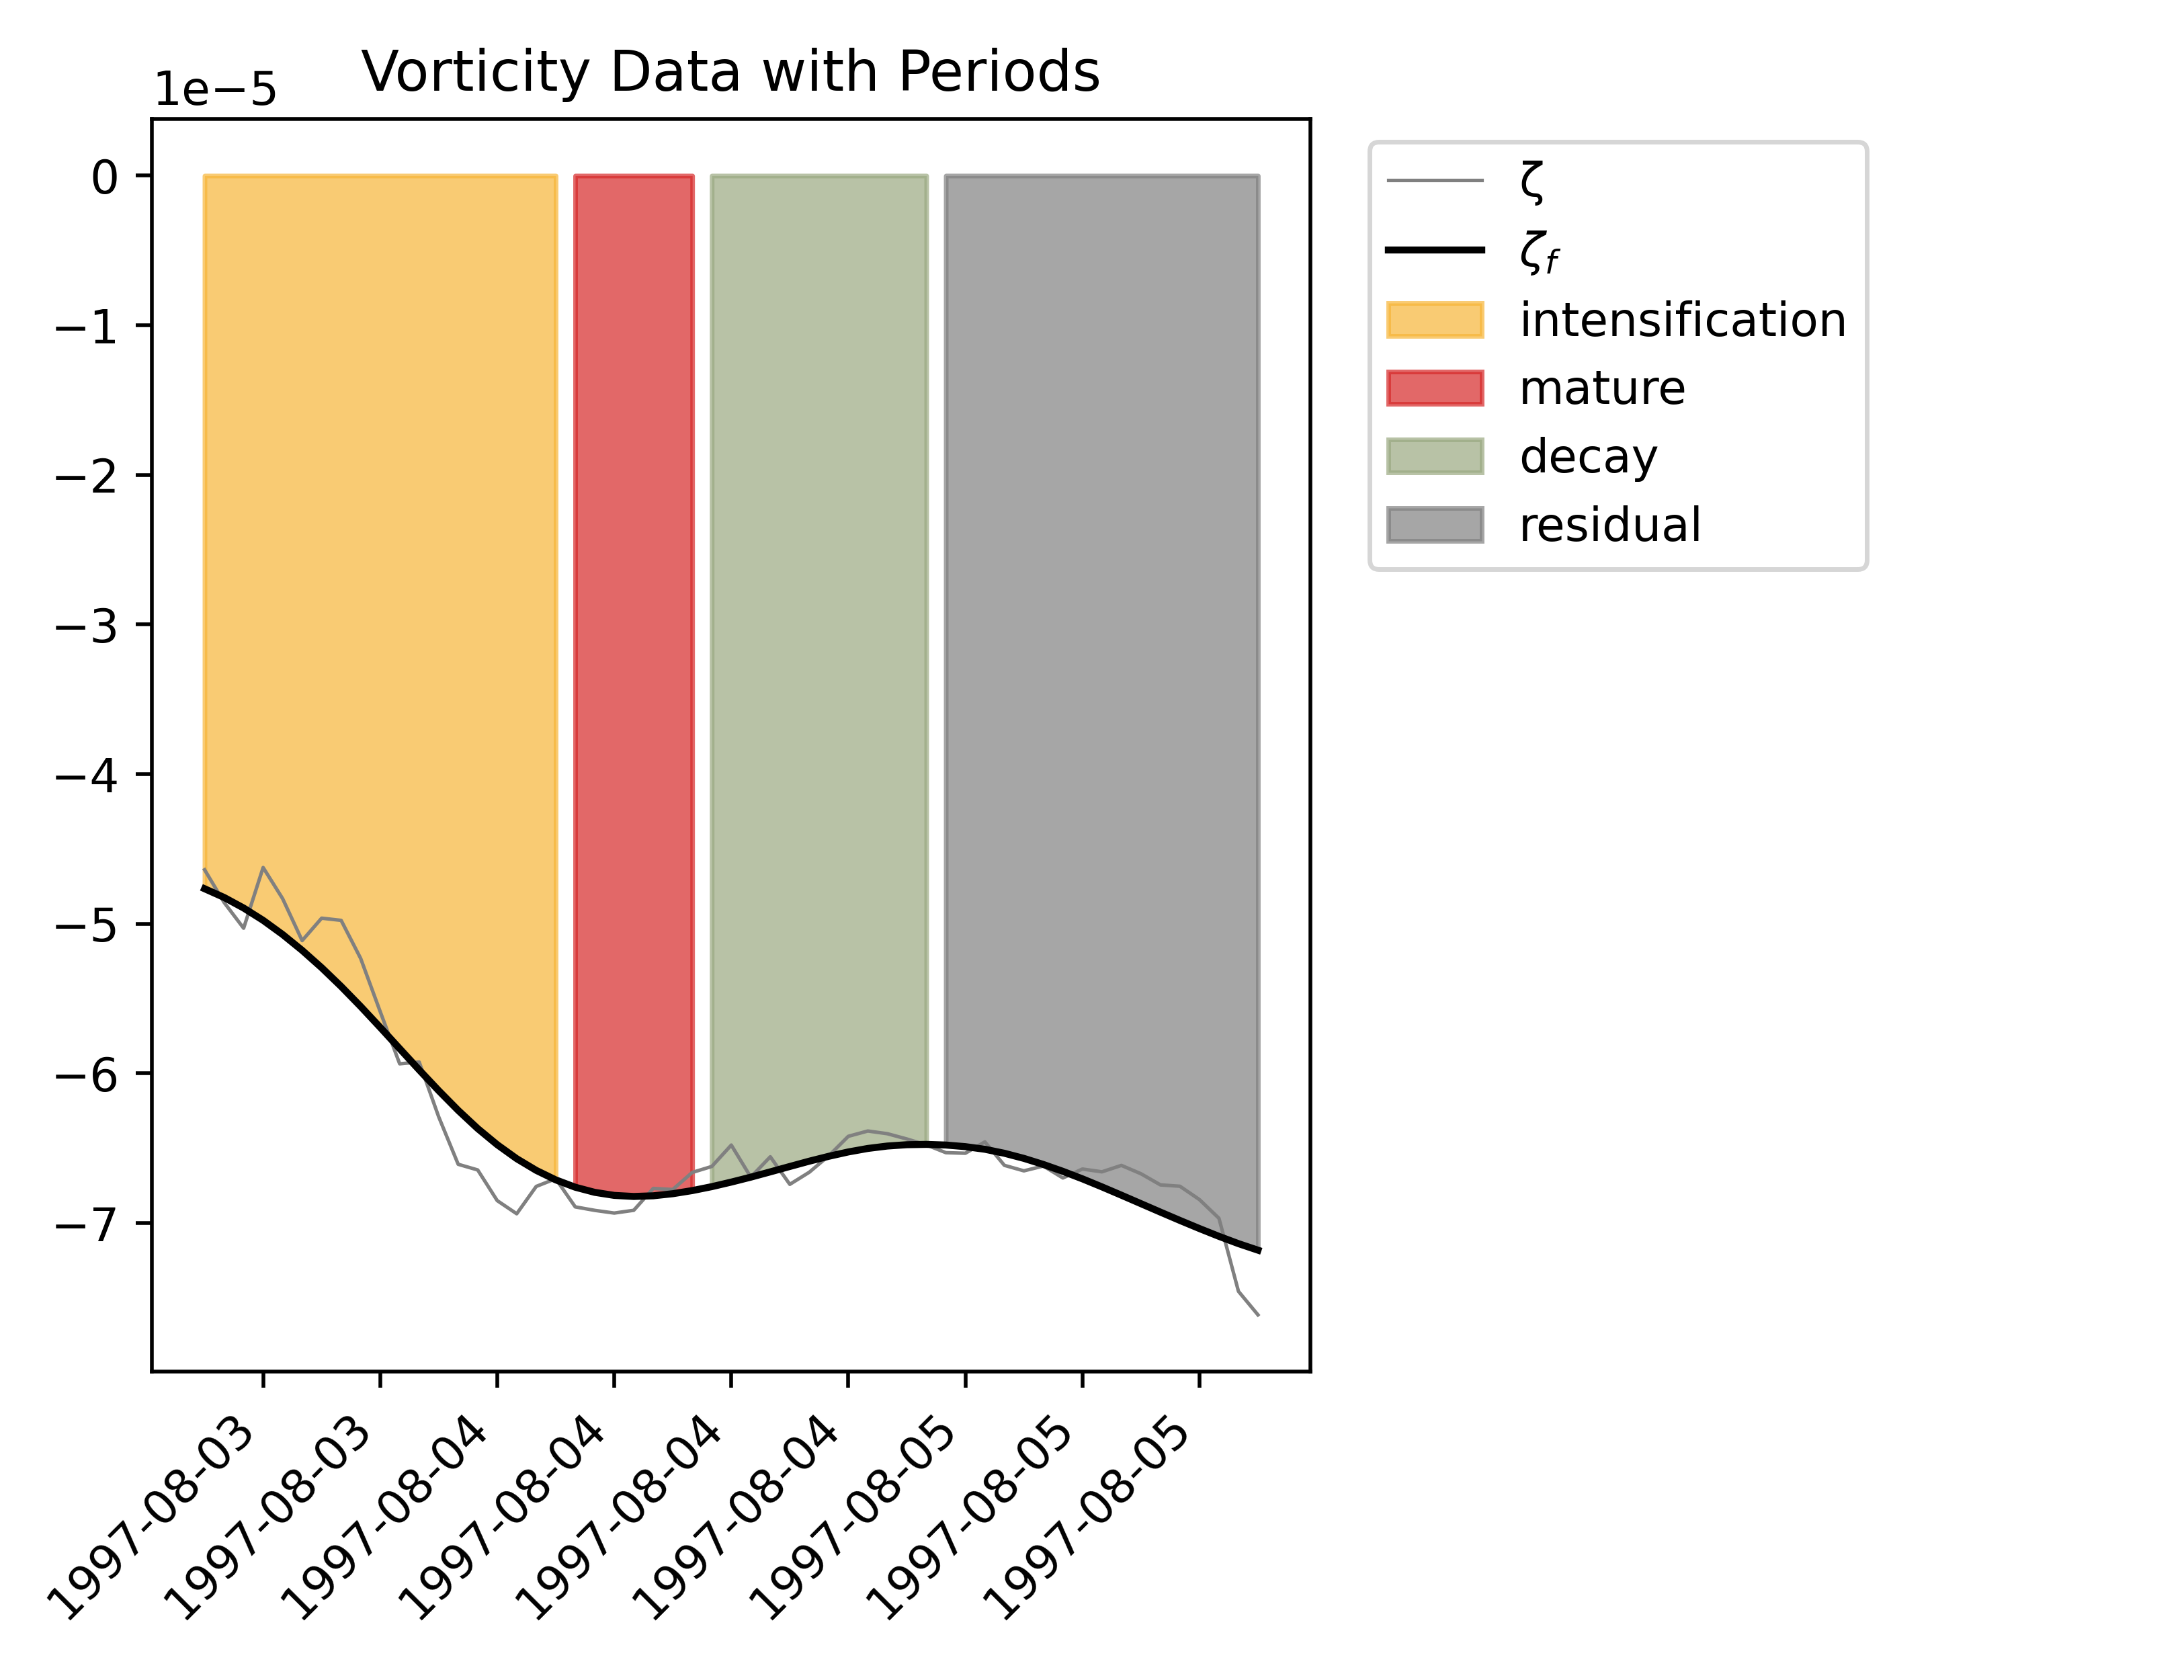 Vorticity Data with Periods
1e−5
0
−1
−2
−3
−4
−5
−6
−7
1997-08-03
1997-08-03
1997-08-04
1997-08-04
1997-08-04
1997-08-04
1997-08-05
1997-08-05
1997-08-05
ζ
ζf
intensification
mature
decay
residual